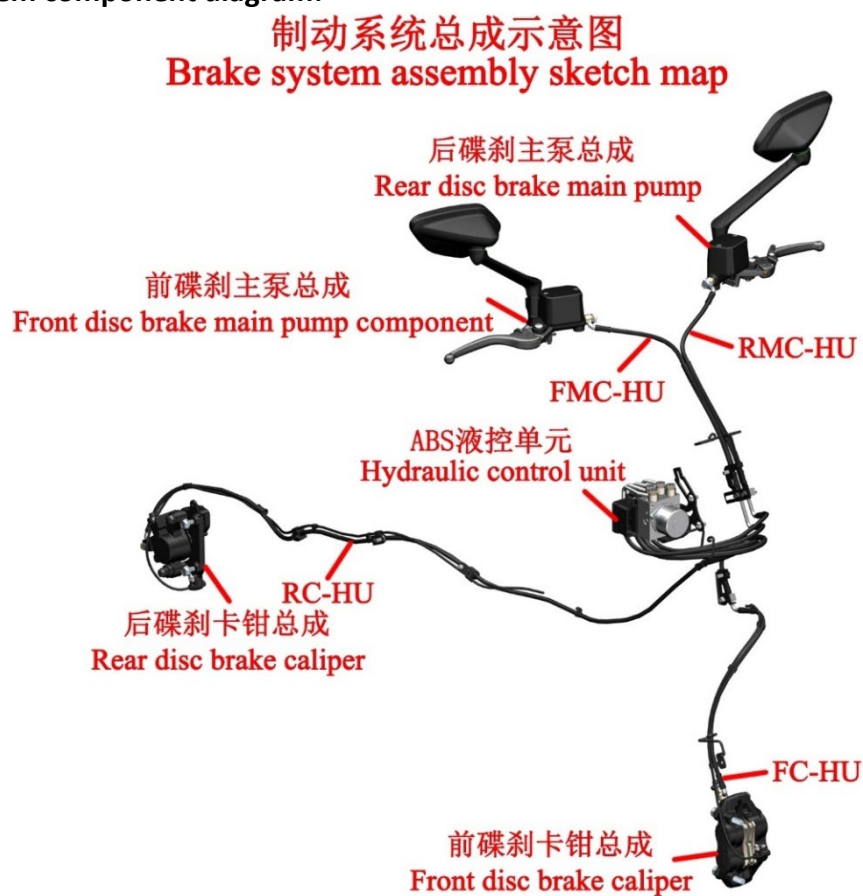 制动系统总成示意图
Brake system assembly sketch map
后碟刹主泵总成
Rear disc brake main pump
前碟刹主泵总成
Front disc brake main pump component
RMC-HU
FMC-HU
ABS液控单元
Hydraulic control unit
RC-HU
后碟刹卡钳总成
Rear disc brake caliper
FC-HU
前碟刹卡钳总成
Front disc brake caliper